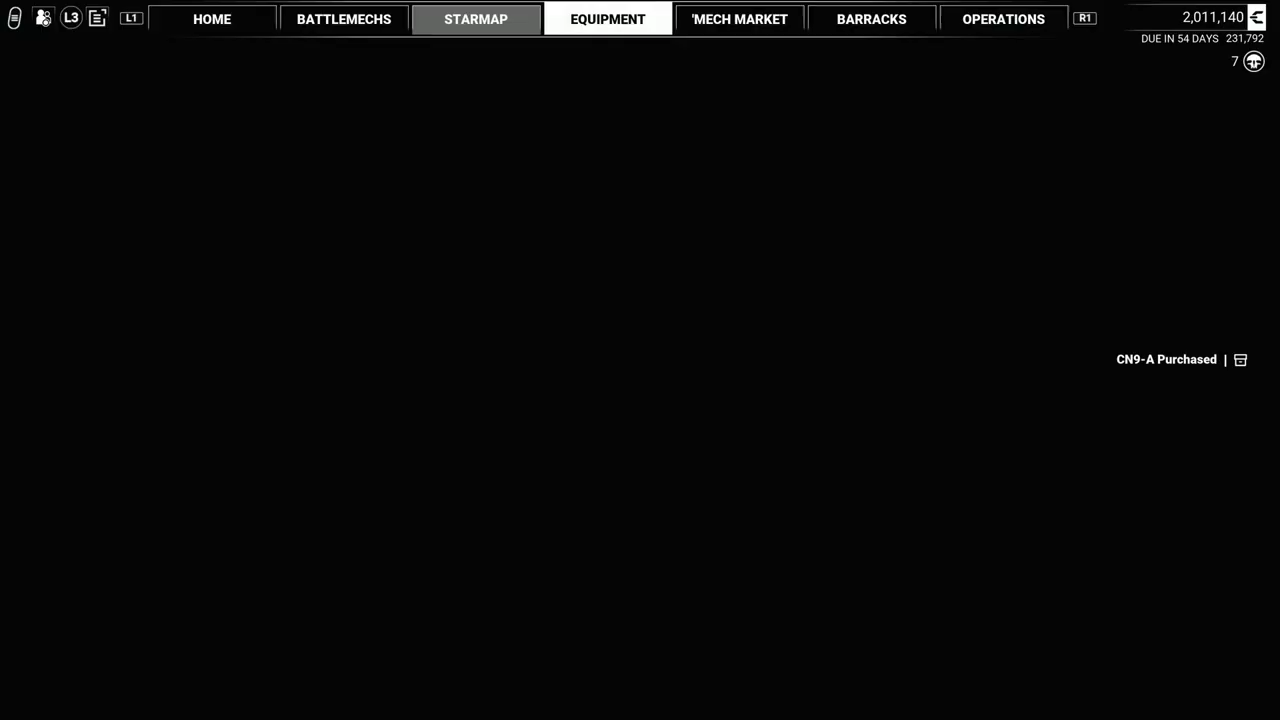 L3 L1 HOME BATTLEMECHS STARMAP EQUIPMENT 'MECH MARKET BARRACKS OPERATIONS R1 2,011,140
DUE IN 54 DAYS 231,792
7
CN9-A Purchased |